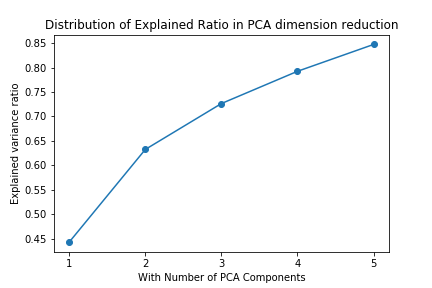 Distribution of Explained Ratio in PCA dimension reduction
0.85
0.80
0.75
0.70
0.65
0.60
0.55
0.50
0.45
Explained variance ratio
1 2 3 4 5
With Number of PCA Components